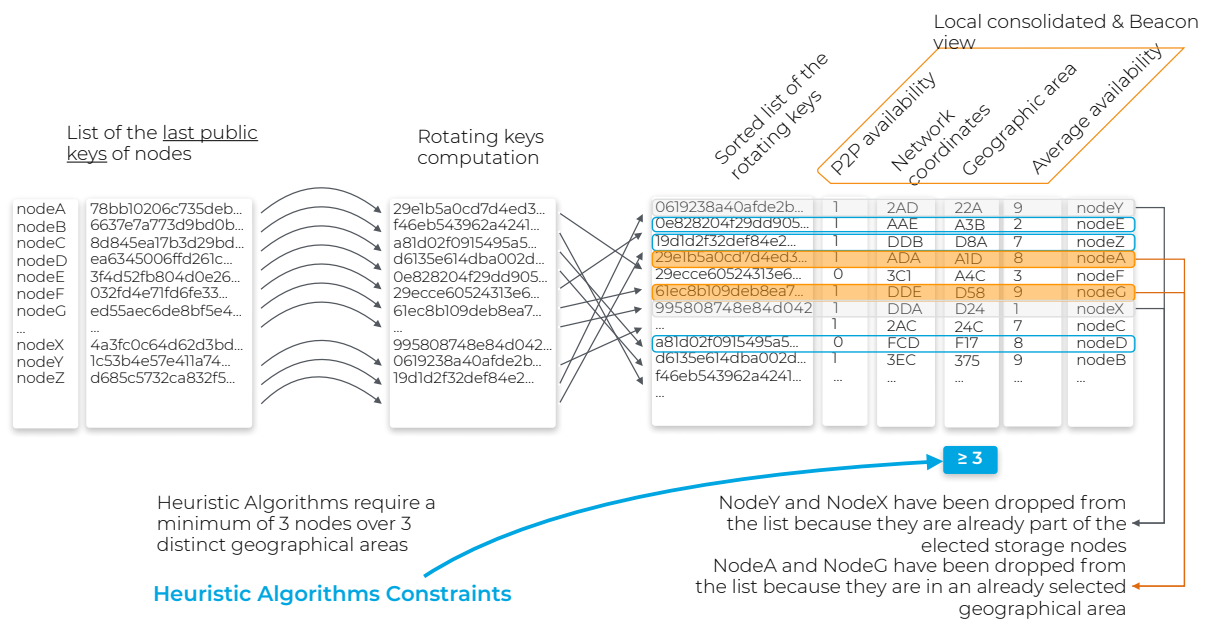 Local consolidated & Beacon
view
List of the last public
keys of nodes
Rotating keys
computation
Sorted list of the
rotating keys
P2P availability
Network
coordinates
Geographic area
Average availability
nodeA 78bb10206c735deb...
nodeB 6637e7a773d9bd0b...
nodeC 8d845ea17b3d29bd...
nodeD ea6345006ffd261c...
nodeE 3f4d52fb804d0e26...
nodeF 032fd4e71fd6fe33...
nodeG ed55aec6de8bf5e4...
... ...
nodeX 4a3fc0c64d62d3bd...
nodeY 1c53b4e57e411a74...
nodeZ d685c5732ca832f5...
29e1b5a0cd7d4ed3...
f46eb543962a4241...
a81d02f0915495a5...
d6135e614dba002d...
0e828204f29dd905...
29ecce60524313e6...
61ec8b109deb8ea7...
...
995808748e84d042...
0619238a40afde2b...
19d1d2f32def84e2...
0619238a40afde2b... 1 2AD 22A 9 nodeY
0e828204f29dd905... 1 AAE A3B 2 nodeE
19d1d2f32def84e2... 1 DDB D8A 7 nodeZ
29e1b5a0cd7d4ed3... 1 ADA A1D 8 nodeA
29ecce60524313e6... 0 3C1 A4C 3 nodeF
61ec8b109deb8ea7... 1 DDE D58 9 nodeG
995808748e84d042 1 DDA D24 1 nodeX
... 1 2AC 24C 7 nodeC
a81d02f0915495a5... 0 FCD F17 8 nodeD
d6135e614dba002d... 1 3EC 375 9 nodeB
f46eb543962a4241... ... ... ... ... ...
...
≥ 3
Heuristic Algorithms require a
minimum of 3 nodes over 3
distinct geographical areas
Heuristic Algorithms Constraints
NodeY and NodeX have been dropped from
the list because they are already part of the
elected storage nodes
NodeA and NodeG have been dropped from
the list because they are in an already selected
geographical area